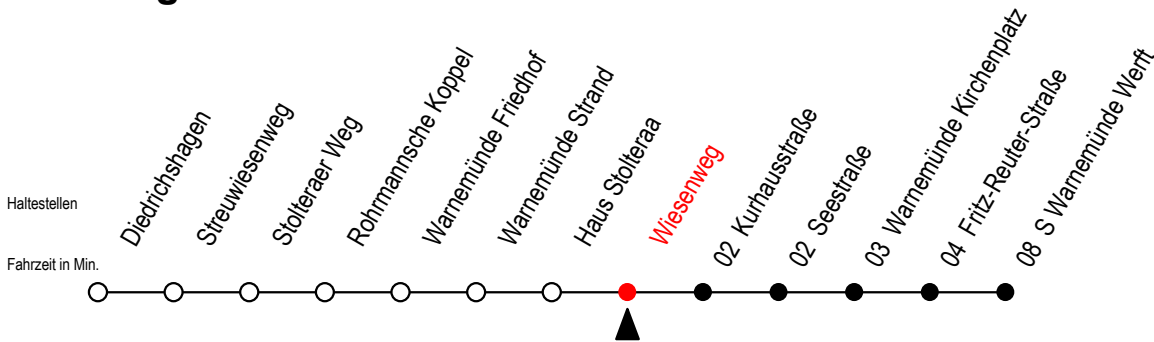 Haltestellen
Fahrzeit in Min.
Diedrichshagen
Streuwiesenweg
Stolteraer Weg
Rohrmannsche Koppel
Warnemünde Friedhof
Warnemünde Strand
Haus Stolteraa
Wiesenweg
02 Kurhausstraße
02 Seestraße
03 Warnemünde Kirchenplatz
04 Fritz-Reuter-Straße
08 S Warnemünde Werft